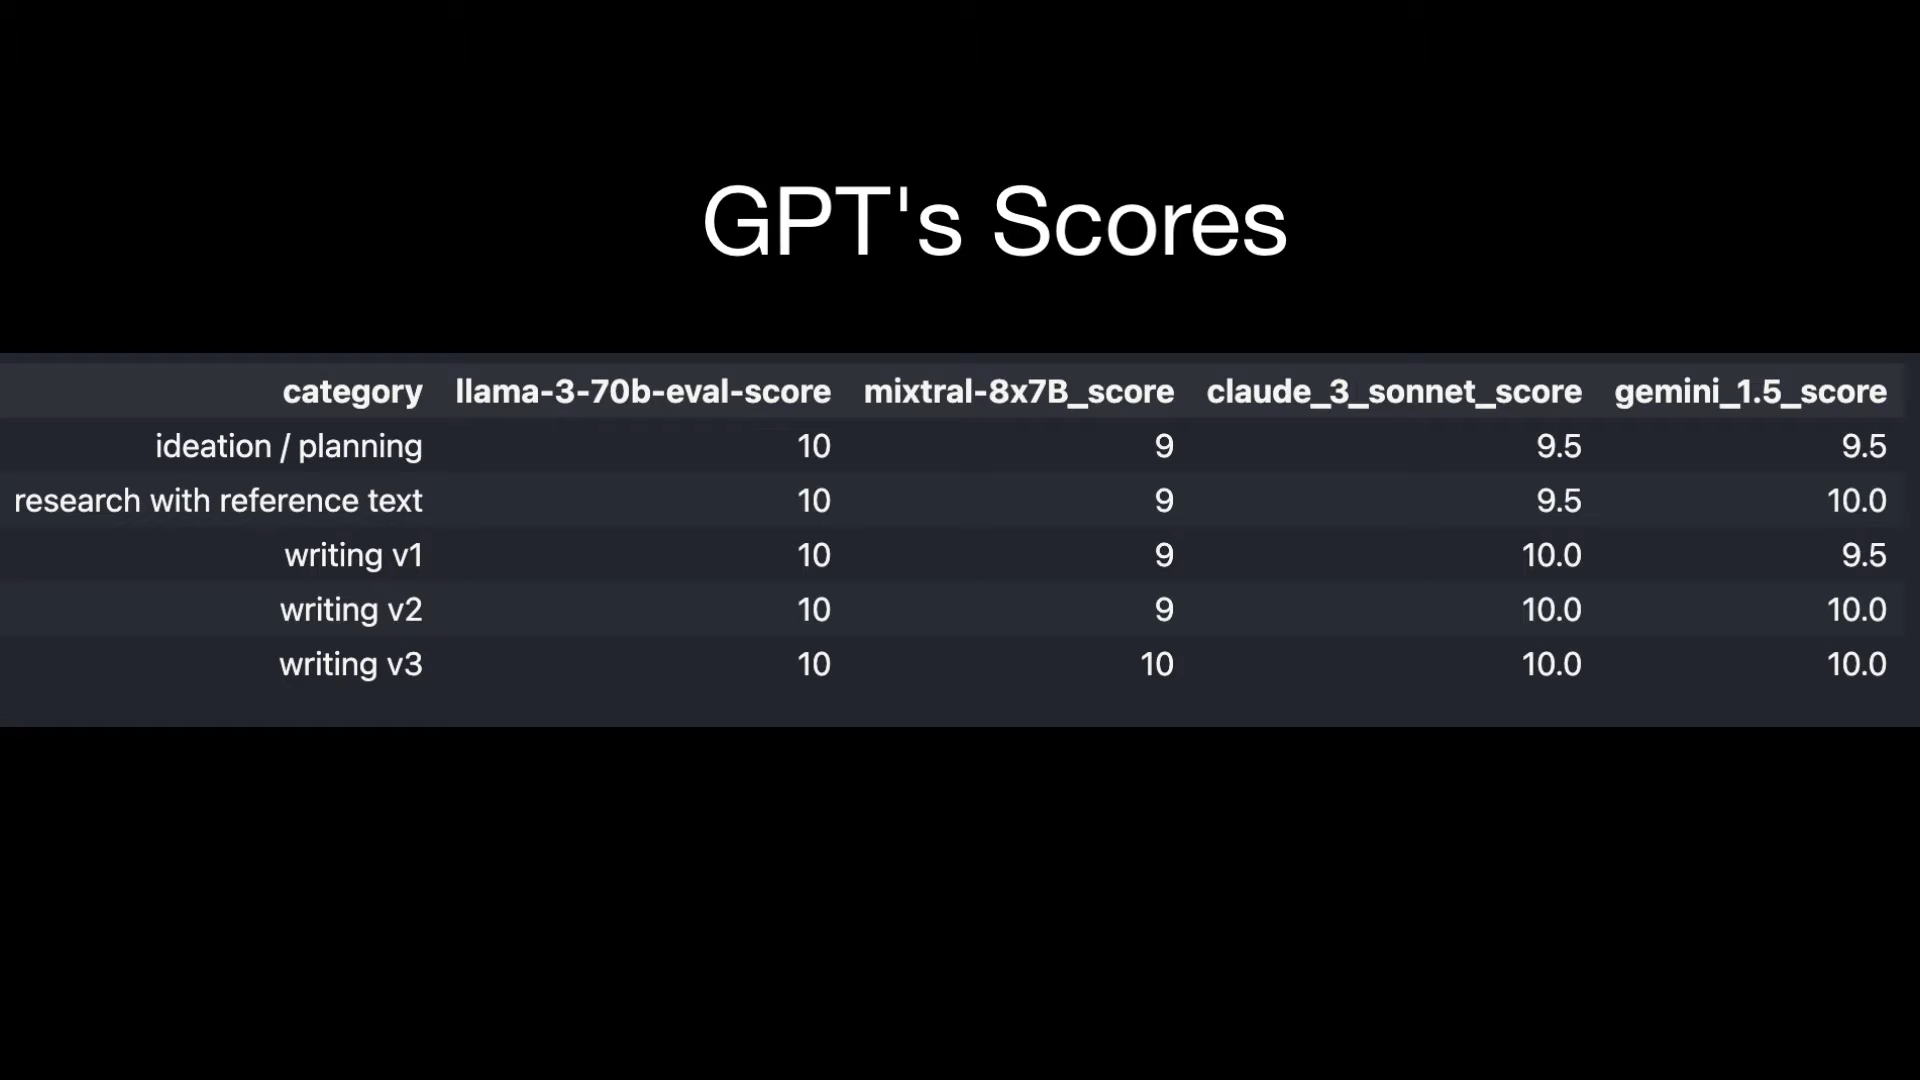 GPT's Scores
category llama-3-70b-eval-score mixtral-8x7B_score claude_3_sonnet_score gemini_1.5_score
ideation / planning 10 9 9.5 9.5
research with reference text 10 9 9.5 10.0
writing v1 10 9 10.0 9.5
writing v2 10 9 10.0 10.0
writing v3 10 10 10.0 10.0